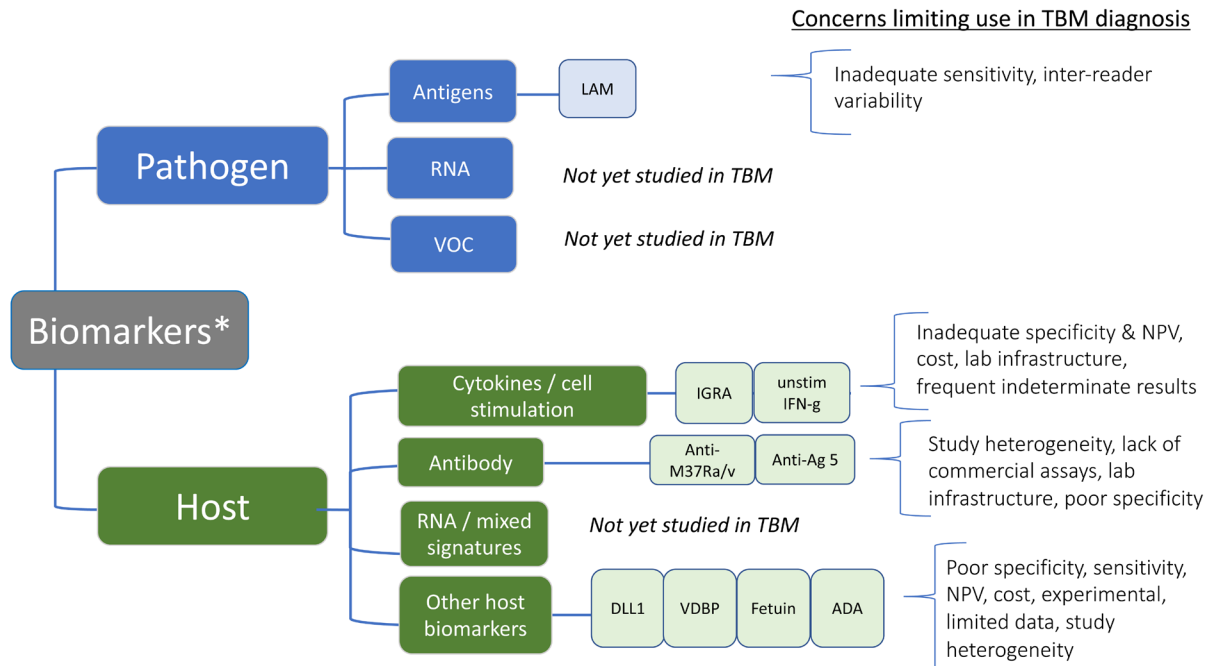 Concerns limiting use in TBM diagnosis
Antigens
LAM
Inadequate sensitivity, inter-reader
variability
Pathogen
RNA
Not yet studied in TBM
VOC
Not yet studied in TBM
Biomarkers*
Cytokines / cell
stimulation
IGRA
unstim
IFN-g
Inadequate specificity & NPV,
cost, lab infrastructure,
frequent indeterminate results
Host
Antibody
Anti-
M37Ra/v
Anti-Ag 5
Study heterogeneity, lack of
commercial assays, lab
infrastructure, poor specificity
RNA / mixed
signatures
Not yet studied in TBM
Other host
biomarkers
DLL1
VDBP
Fetuin
ADA
Poor specificity, sensitivity,
NPV, cost, experimental,
limited data, study
heterogeneity